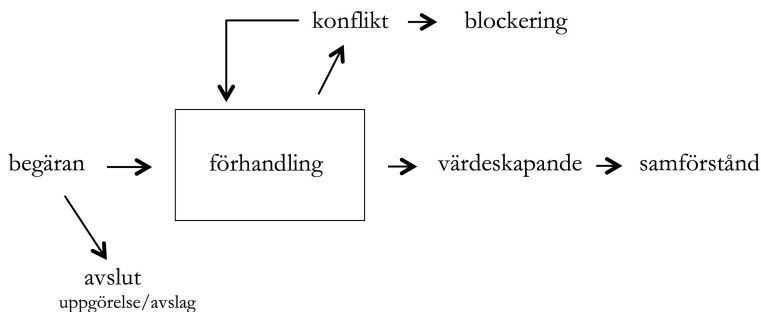 konflikt blockering
begäran förhandling värdeskapande samförstånd
avslut
uppgörelse/avslag